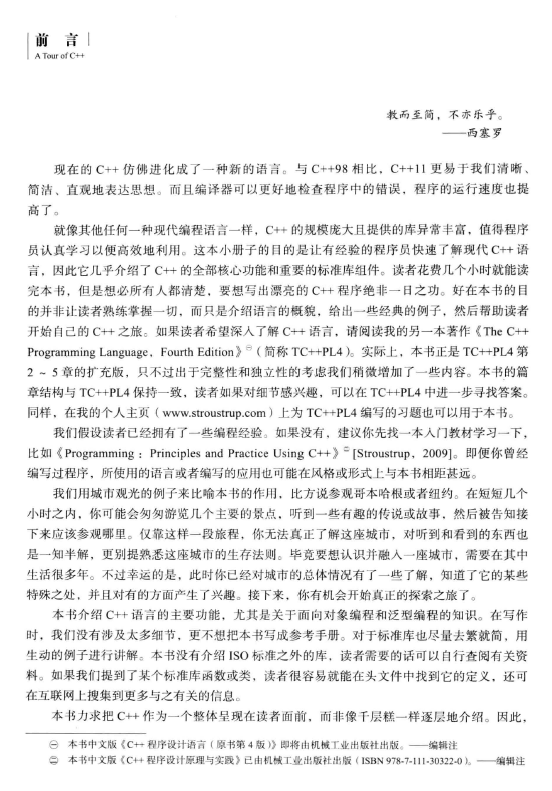 前言
A Tour of C++
教而至简，不亦乐乎。
——西塞罗
现在的 C++ 仿佛进化成了一种新的语言。与 C++98 相比，C++11 更易于我们清晰、
简洁、直观地表达思想。而且编译器可以更好地检查程序中的错误，程序的运行速度也提
高了。
就像其他任何一种现代编程语言一样，C++ 的规模庞大且提供的库异常丰富，值得程序
员认真学习以便高效地利用。这本小册子的目的是让有经验的程序员快速了解现代 C++ 语
言，因此它几乎介绍了 C++ 的全部核心功能和重要的标准库组件。读者花费几个小时就能读
完本书，但是想必所有人都清楚，要想写出漂亮的 C++ 程序绝非一日之功。好在本书的目
的并非让读者熟练掌握一切，而只是介绍语言的概貌，给出一些经典的例子，然后帮助读者
开始自己的 C++ 之旅。如果读者希望深入了解 C++ 语言，请阅读我的另一本著作《The C++
Programming Language，Fourth Edition》㊀（简称 TC++PL4）。实际上，本书正是 TC++PL4 第
2 ~ 5 章的扩充版，只不过出于完整性和独立性的考虑我们稍微增加了一些内容。本书的篇
章结构与 TC++PL4 保持一致，读者如果对细节感兴趣，可以在 TC++PL4 中进一步寻找答案。
同样，在我的个人主页（www.stroustrup.com）上为 TC++PL4 编写的习题也可以用于本书。
我们假设读者已经拥有了一些编程经验。如果没有，建议你先找一本入门教材学习一下，
比如《Programming：Principles and Practice Using C++》㊁ [Stroustrup, 2009]。即便你曾经
编写过程序，所使用的语言或者编写的应用也可能在风格或形式上与本书相距甚远。
我们用城市观光的例子来比喻本书的作用，比方说参观哥本哈根或者纽约。在短短几个
小时之内，你可能会匆匆游览几个主要的景点，听到一些有趣的传说或故事，然后被告知接
下来应该参观哪里。仅靠这样一段旅程，你无法真正了解这座城市，对听到和看到的东西也
是一知半解，更别提熟悉这座城市的生存法则。毕竟要想认识并融入一座城市，需要在其中
生活很多年。不过幸运的是，此时你已经对城市的总体情况有了一些了解，知道了它的某些
特殊之处，并且对有的方面产生了兴趣。接下来，你有机会开始真正的探索之旅了。
本书介绍 C++ 语言的主要功能，尤其是关于面向对象编程和泛型编程的知识。在写作
时，我们没有涉及太多细节，更不想把本书写成参考手册。对于标准库也尽量去繁就简，用
生动的例子进行讲解。本书没有介绍 ISO 标准之外的库，读者需要的话可以自行查阅有关资
料。如果我们提到了某个标准库函数或类，读者很容易就能在头文件中找到它的定义，还可
在互联网上搜集到更多与之有关的信息。
本书力求把 C++ 作为一个整体呈现在读者面前，而非像千层糕一样逐层地介绍。因此，
㊀ 本书中文版《C++ 程序设计语言（原书第 4 版）》即将由机械工业出版社出版。——编辑注
㊁ 本书中文版《C++ 程序设计原理与实践》已由机械工业出版社出版（ISBN 978-7-111-30322-0）。——编辑注